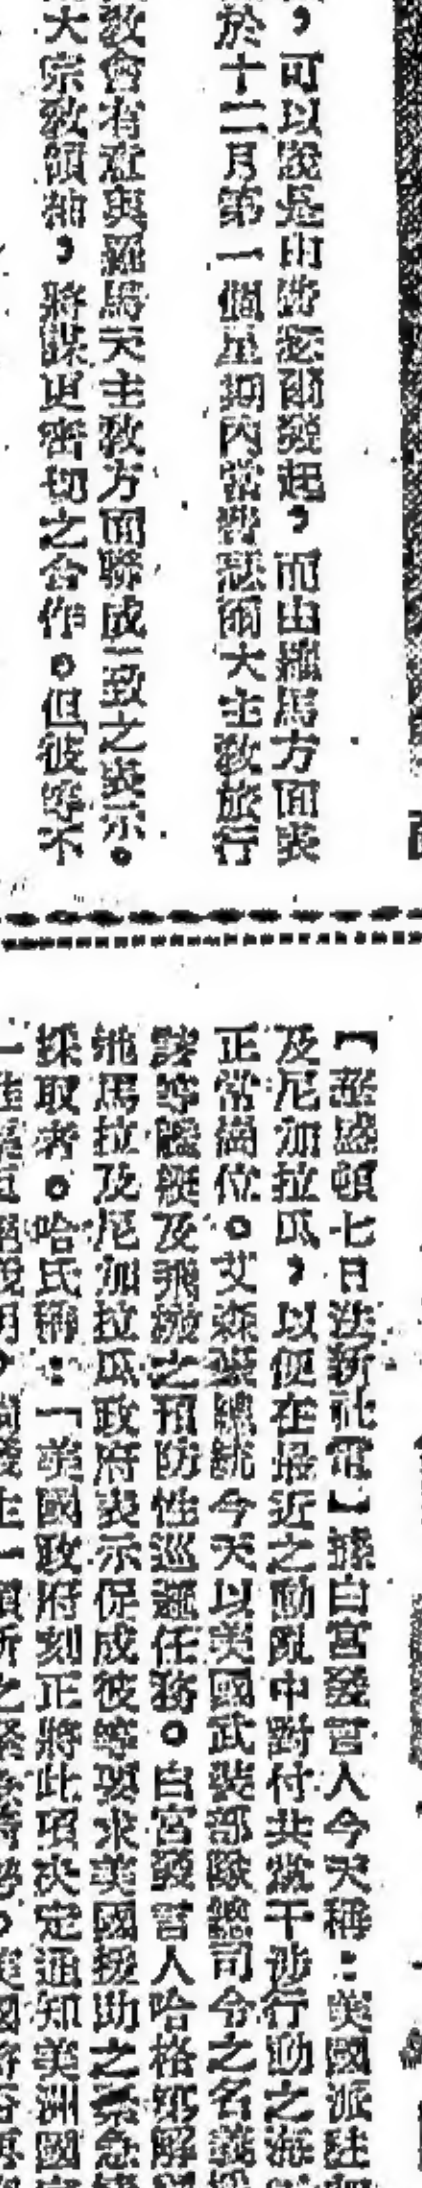 ，可以說是由費瑟爾發起，而由羅馬方面表
於十二月第一個星期內當費瑟爾大主教旅行
教會有意與羅馬天主教方面聯成一致之表示。
大宗教領袖，將謀更密切之合作。但彼等不
【華盛頓七日法新社電】據白宮發言人今天稱：美國派駐
及尼加拉瓜，以便在最近之動亂中對付共黨干涉行動之海
正常崗位。艾森豪總統今天以美國武裝部隊總司令之名義
該等艦艇及飛機之預防性巡邏任務。白宮發言人哈格解
地馬拉及尼加拉瓜政府表示促成彼等要求美國援助之緊急
採取者。哈氏稱：「美國政府刻正將此項決定通知美洲國